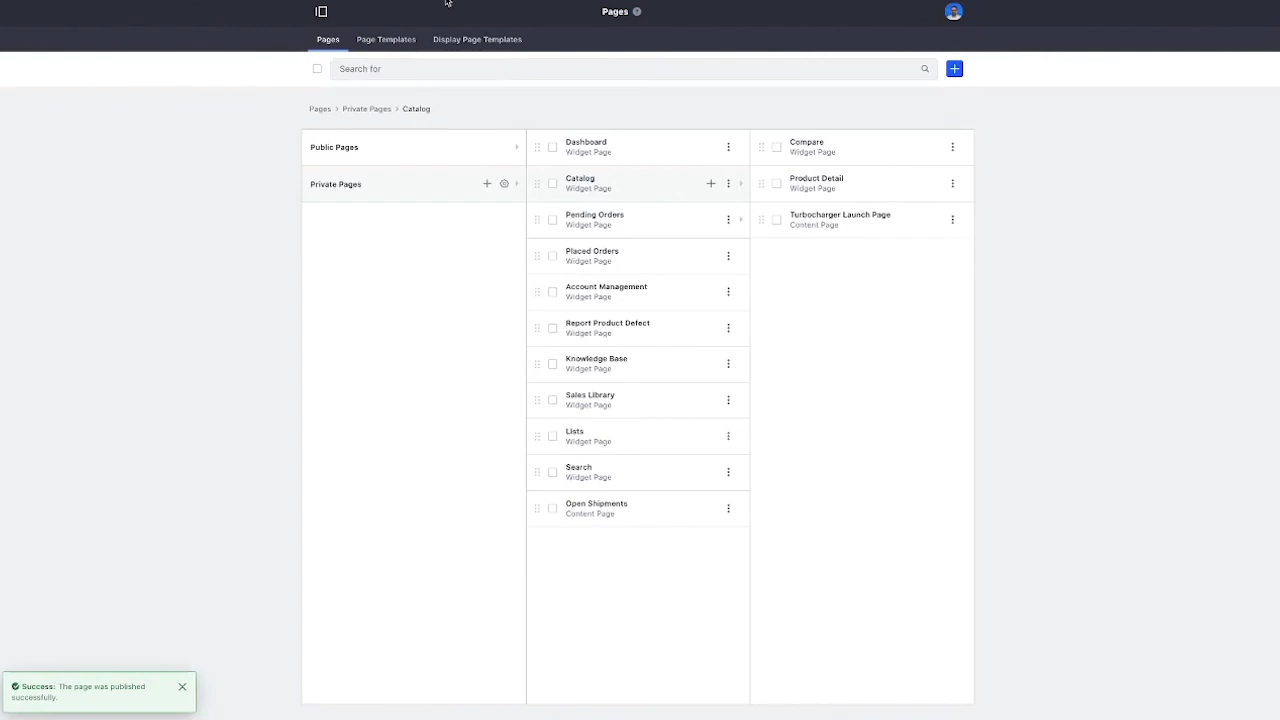 Pages
Pages Page Templates Display Page Templates
Search for
Pages Private Pages Catalog
Public Pages
Private Pages
Dashboard
Widget Page
Catalog
Widget Page
Pending Orders
Widget Page
Placed Orders
Widget Page
Account Management
Widget Page
Report Product Defect
Widget Page
Knowledge Base
Widget Page
Sales Library
Widget Page
Lists
Widget Page
Search
Widget Page
Open Shipments
Content Page
Compare
Widget Page
Product Detail
Widget Page
Turbocharger Launch Page
Content Page
Success: The page was published
successfully.